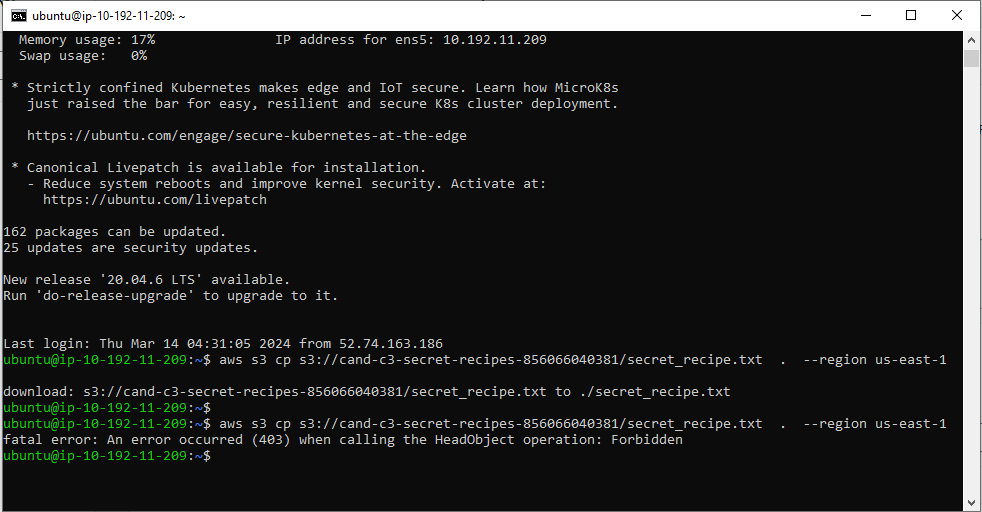 ubuntu@ip-10-192-11-209: ~
Memory usage: 17% IP address for ens5: 10.192.11.209
Swap usage: 0%
* Strictly confined Kubernetes makes edge and IoT secure. Learn how MicroK8s
just raised the bar for easy, resilient and secure K8s cluster deployment.
https://ubuntu.com/engage/secure-kubernetes-at-the-edge
* Canonical Livepatch is available for installation.
- Reduce system reboots and improve kernel security. Activate at:
https://ubuntu.com/livepatch
162 packages can be updated.
25 updates are security updates.
New release '20.04.6 LTS' available.
Run 'do-release-upgrade' to upgrade to it.
Last login: Thu Mar 14 04:31:05 2024 from 52.74.163.186
ubuntu@ip-10-192-11-209:~$ aws s3 cp s3://cand-c3-secret-recipes-856066040381/secret_recipe.txt . --region us-east-1
download: s3://cand-c3-secret-recipes-856066040381/secret_recipe.txt to ./secret_recipe.txt
ubuntu@ip-10-192-11-209:~$
ubuntu@ip-10-192-11-209:~$ aws s3 cp s3://cand-c3-secret-recipes-856066040381/secret_recipe.txt . --region us-east-1
fatal error: An error occurred (403) when calling the HeadObject operation: Forbidden
ubuntu@ip-10-192-11-209:~$